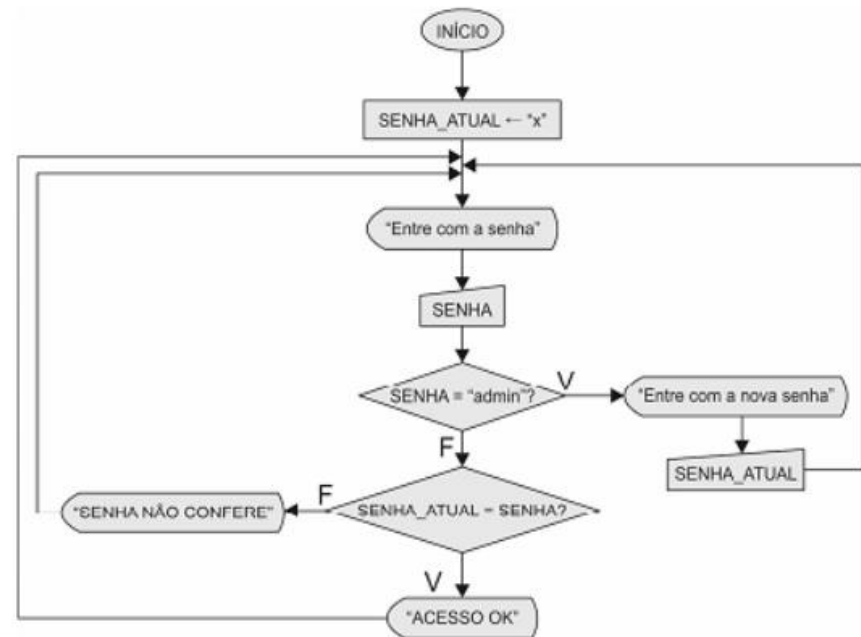 INÍCIO
SENHA_ATUAL ← "x"
"Entre com a senha"
SENHA
SENHA = "admin"?
V
"Entre com a nova senha"
SENHA_ATUAL
F
SENHA_ATUAL = SENHA?
F
"SENHA NÃO CONFERE"
V
"ACESSO OK"